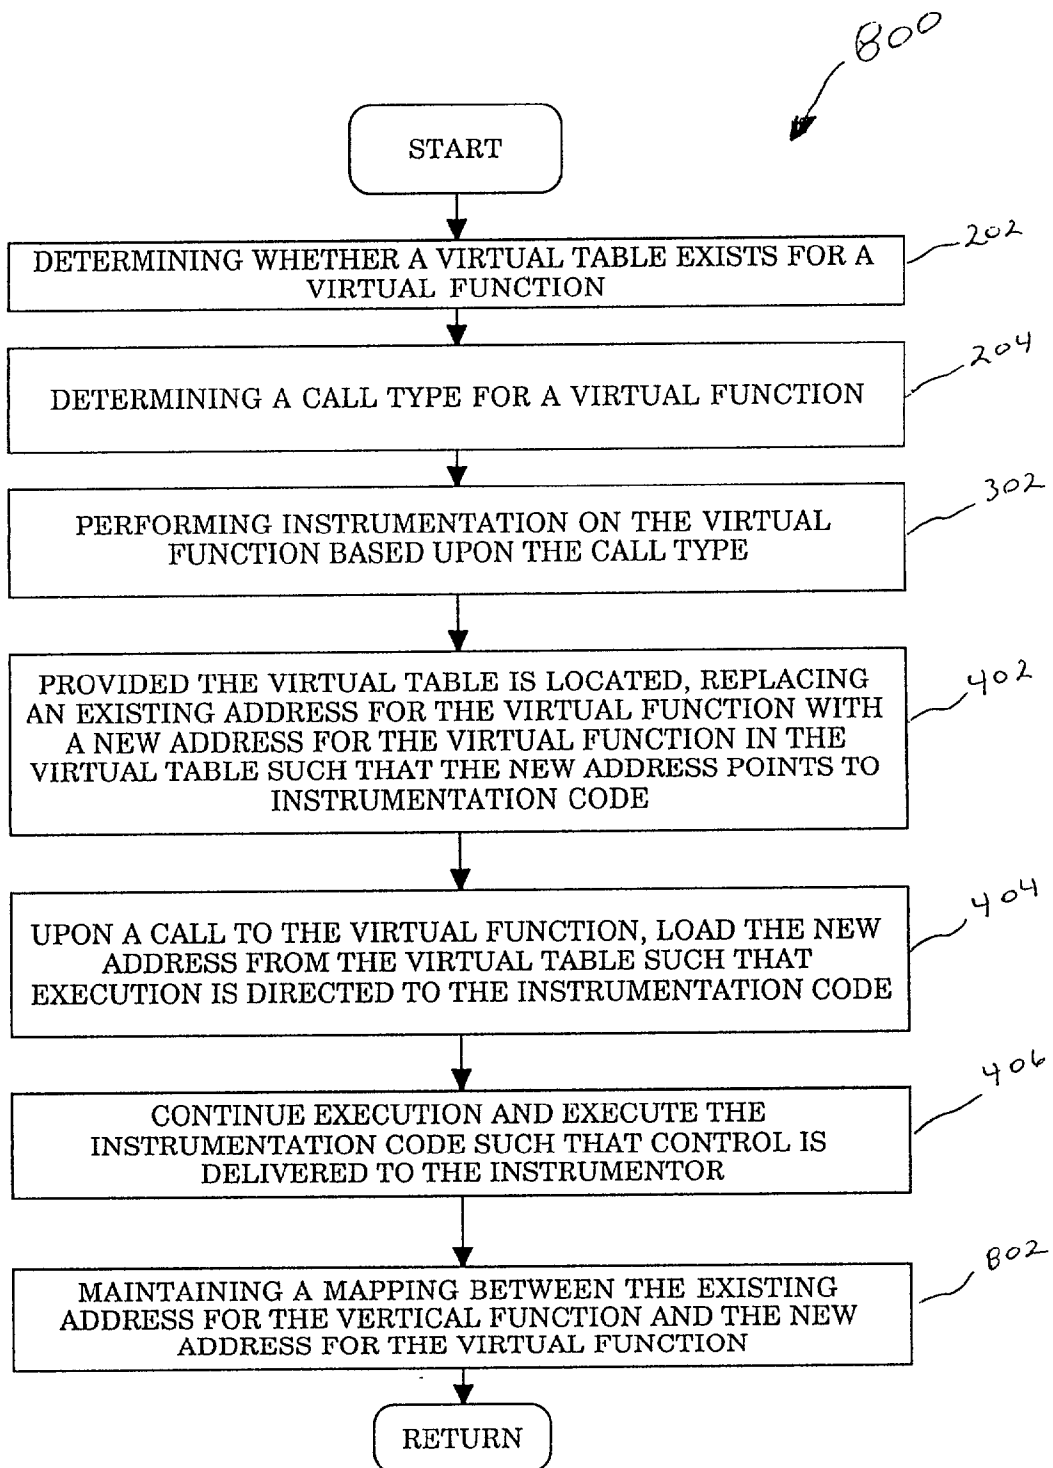 800
START
202
DETERMINING WHETHER A VIRTUAL TABLE EXISTS FOR A
VIRTUAL FUNCTION
204
DETERMINING A CALL TYPE FOR A VIRTUAL FUNCTION
302
PERFORMING INSTRUMENTATION ON THE VIRTUAL
FUNCTION BASED UPON THE CALL TYPE
402
PROVIDED THE VIRTUAL TABLE IS LOCATED, REPLACING
AN EXISTING ADDRESS FOR THE VIRTUAL FUNCTION WITH
A NEW ADDRESS FOR THE VIRTUAL FUNCTION IN THE
VIRTUAL TABLE SUCH THAT THE NEW ADDRESS POINTS TO
INSTRUMENTATION CODE
404
UPON A CALL TO THE VIRTUAL FUNCTION, LOAD THE NEW
ADDRESS FROM THE VIRTUAL TABLE SUCH THAT
EXECUTION IS DIRECTED TO THE INSTRUMENTATION CODE
406
CONTINUE EXECUTION AND EXECUTE THE
INSTRUMENTATION CODE SUCH THAT CONTROL IS
DELIVERED TO THE INSTRUMENTOR
802
MAINTAINING A MAPPING BETWEEN THE EXISTING
ADDRESS FOR THE VERTICAL FUNCTION AND THE NEW
ADDRESS FOR THE VIRTUAL FUNCTION
RETURN